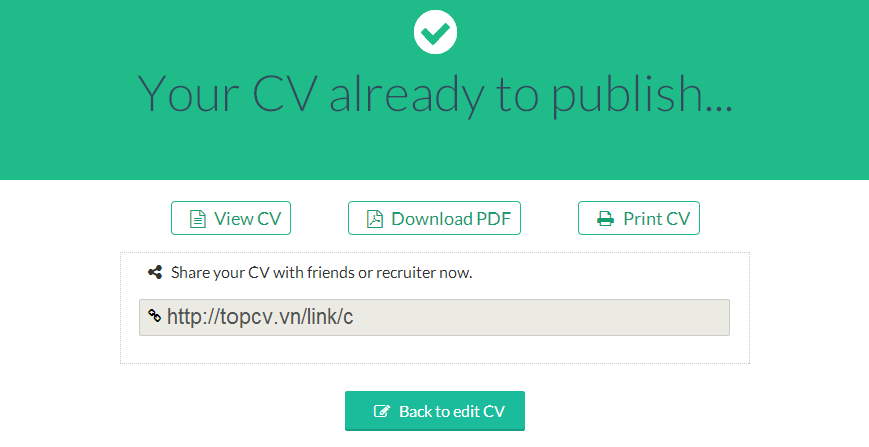 Your CV already to publish...
View CV
Download PDF
Print CV
Share your CV with friends or recruiter now.
http://topcv.vn/link/c
Back to edit CV